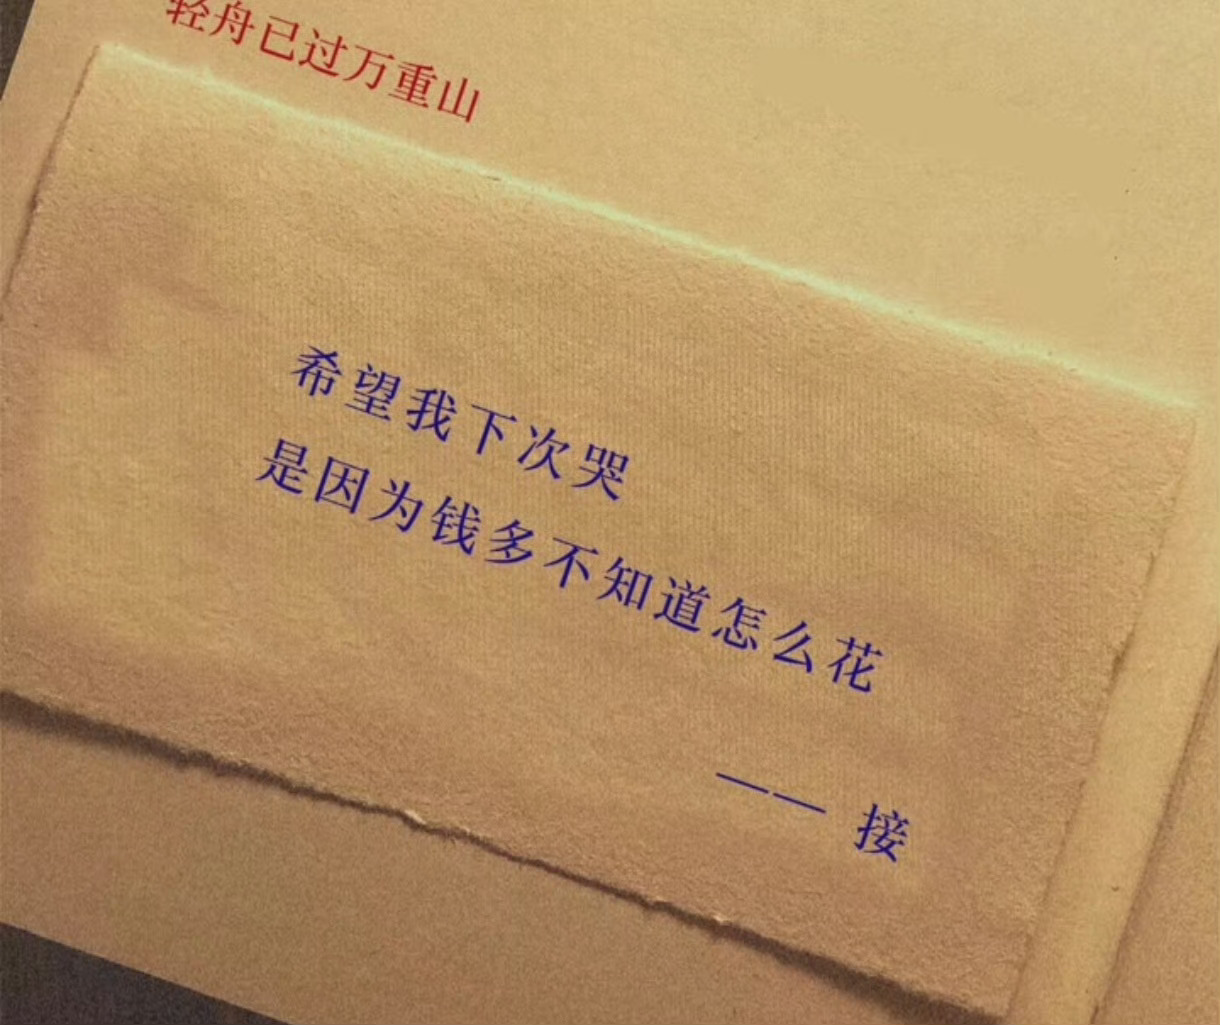 轻舟已过万重山
希望我下次哭
是因为钱多不知道怎么花
—— 接